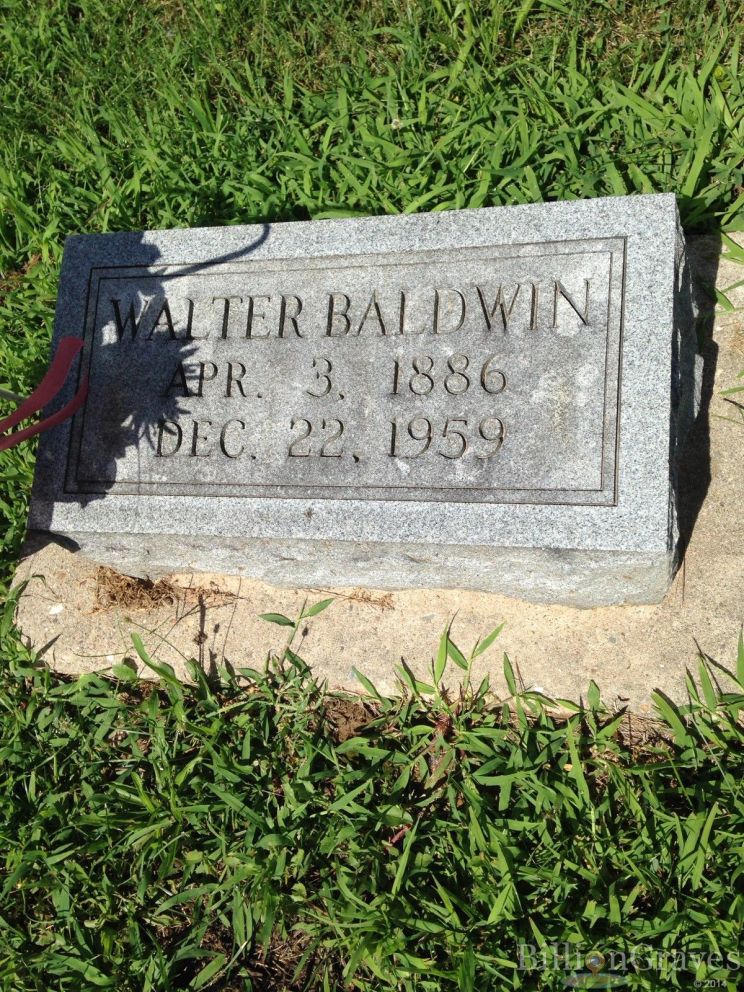 WALTER BALDWIN
APR. 3, 1886
DEC. 22, 1959
BillionGraves
© 2014